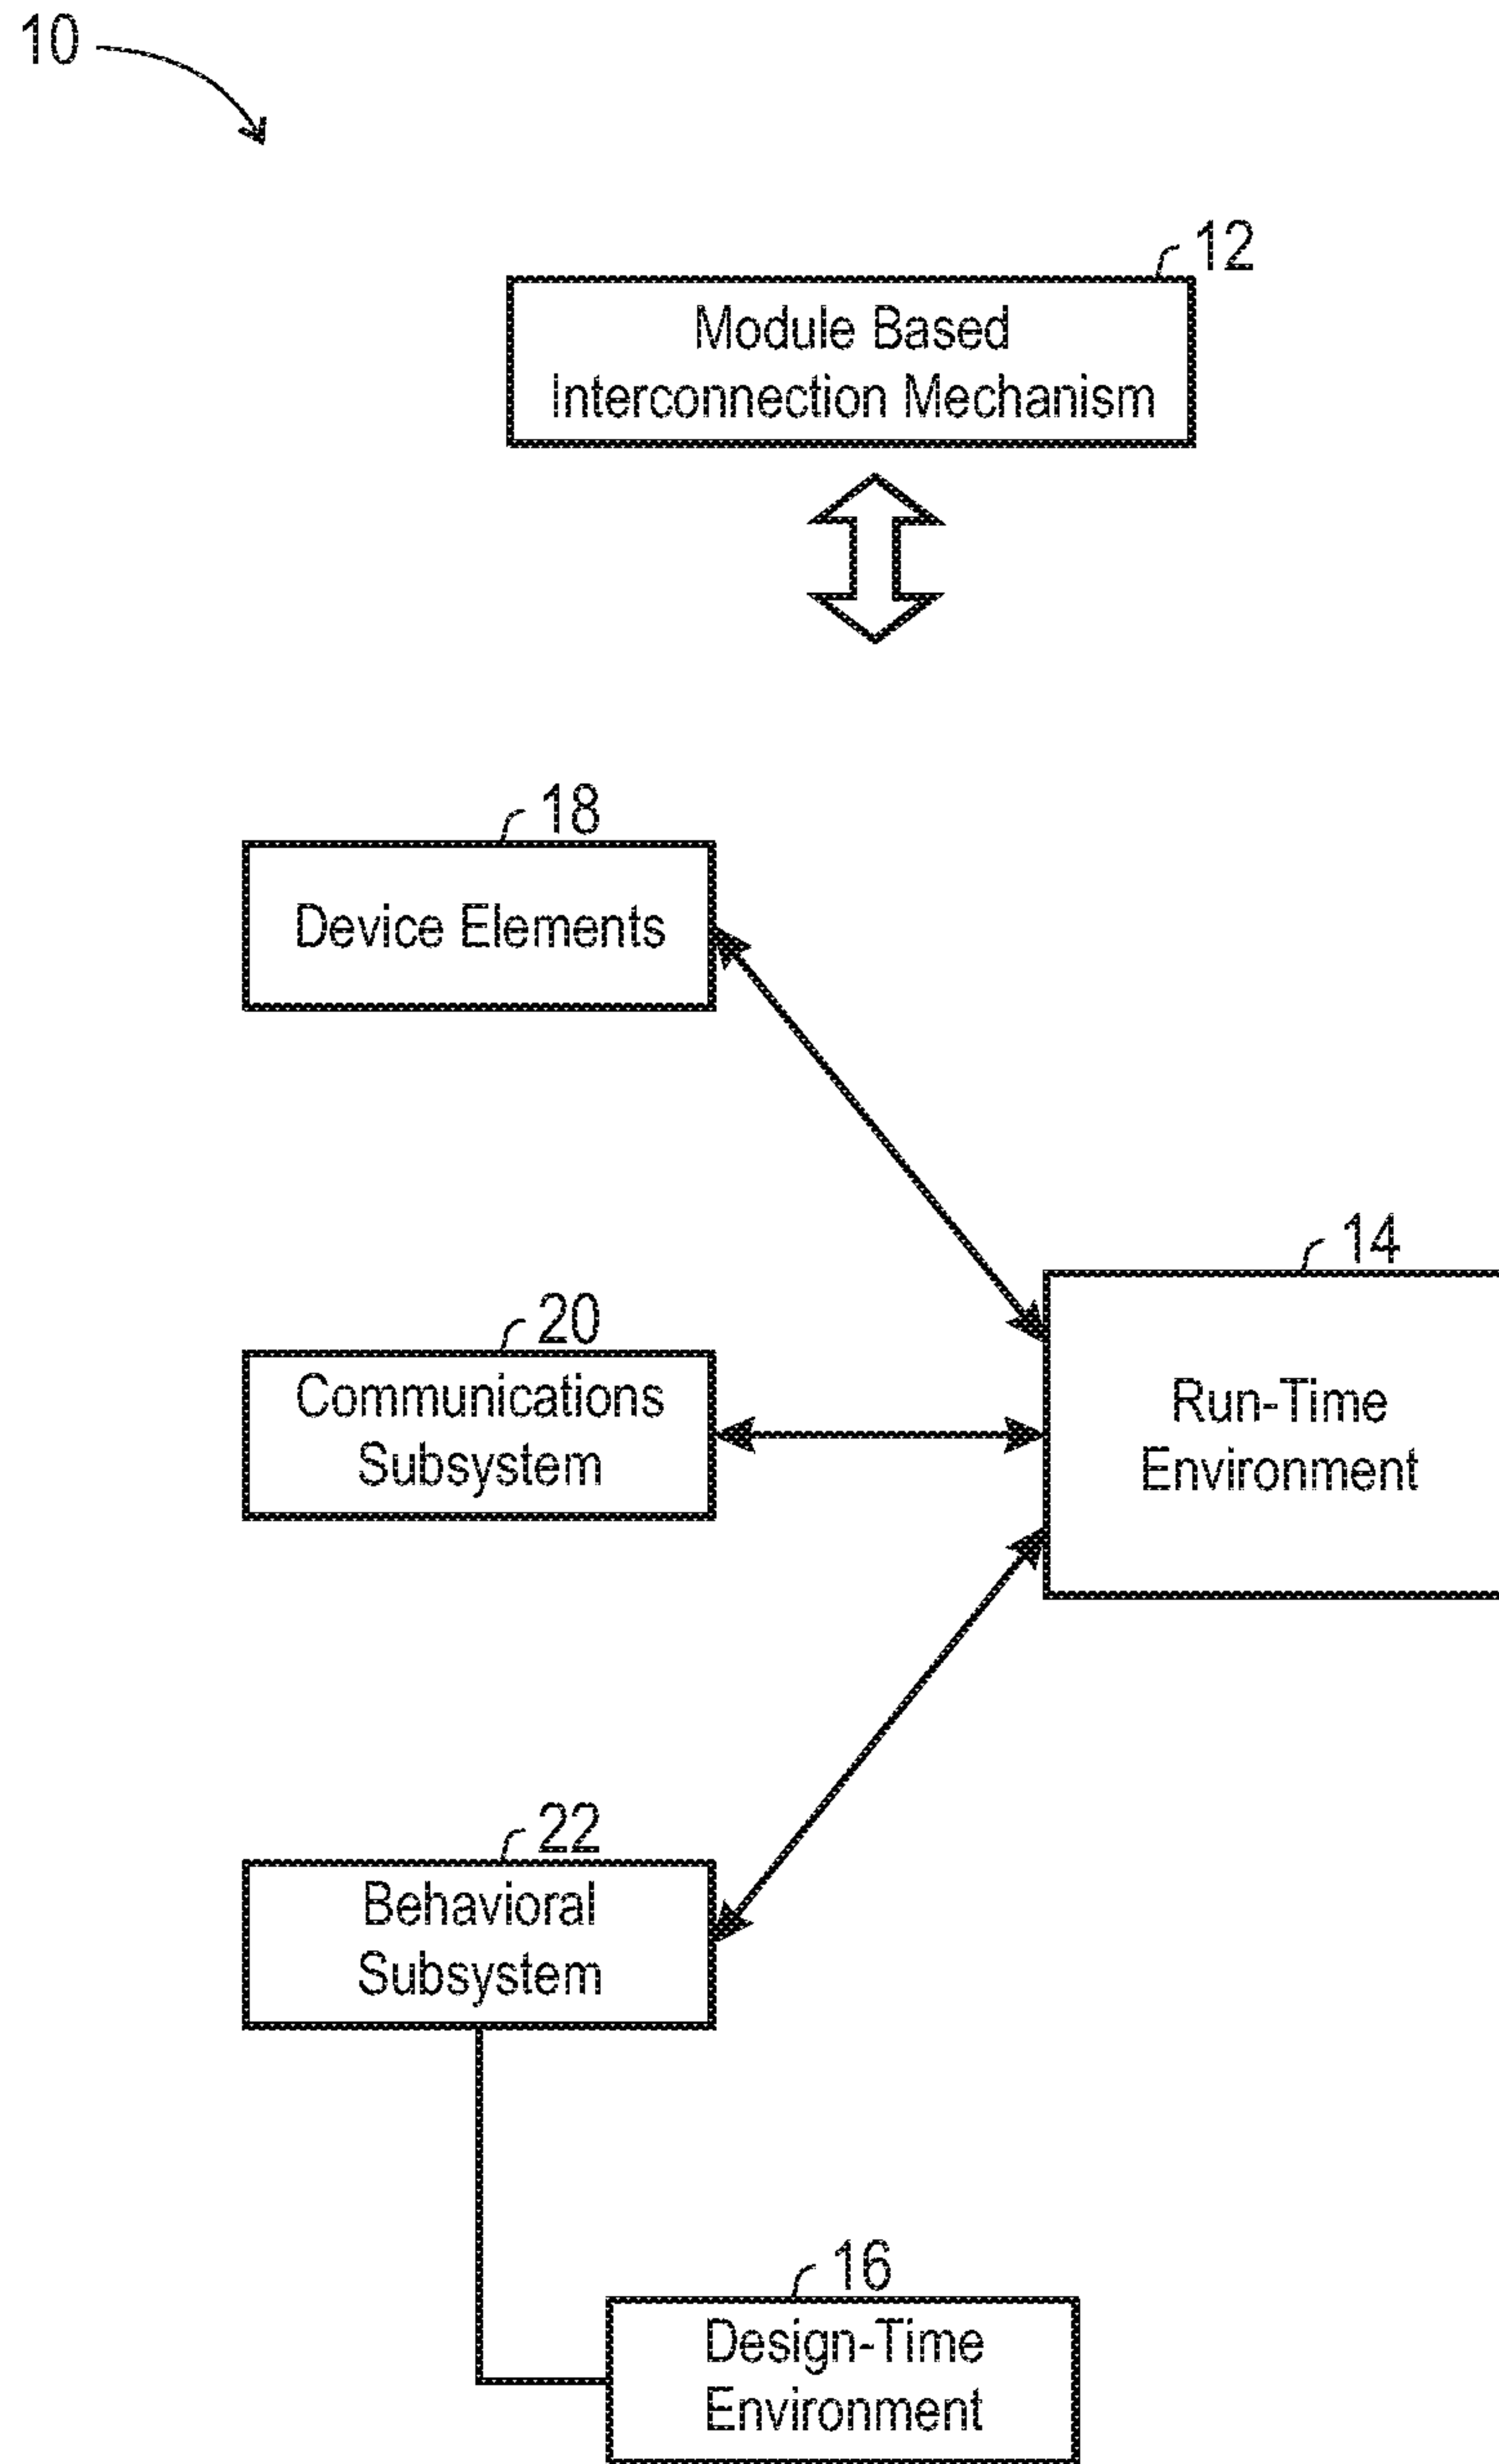 10
12
Module Based
Interconnection Mechanism
18
Device Elements
14
Run-Time
Environment
20
Communications
Subsystem
22
Behavioral
Subsystem
16
Design-Time
Environment